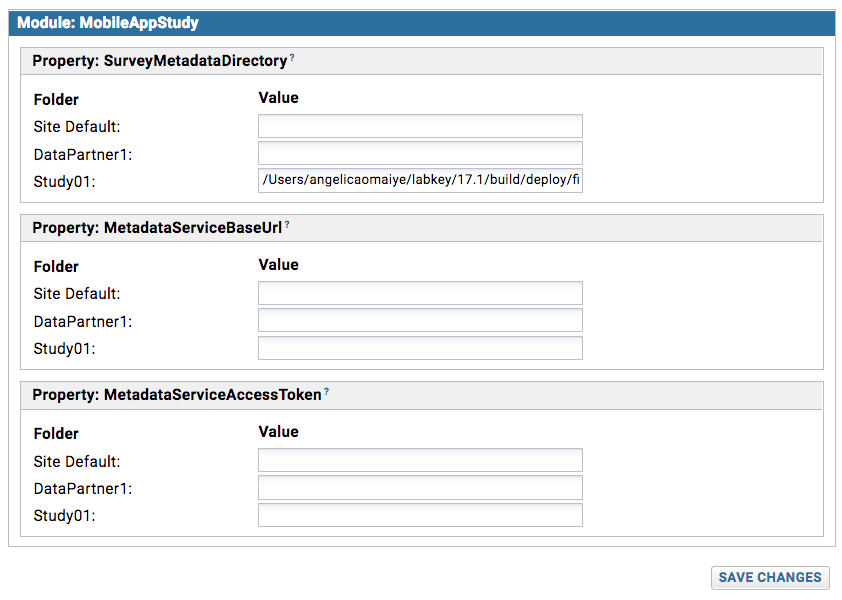 Module: MobileAppStudy
Property: SurveyMetadataDirectory ?
Folder Value
Site Default:
DataPartner1:
Study01: /Users/angelicaomaiye/labkey/17.1/build/deploy/fi
Property: MetadataServiceBaseUrl ?
Folder Value
Site Default:
DataPartner1:
Study01:
Property: MetadataServiceAccessToken ?
Folder Value
Site Default:
DataPartner1:
Study01:
SAVE CHANGES